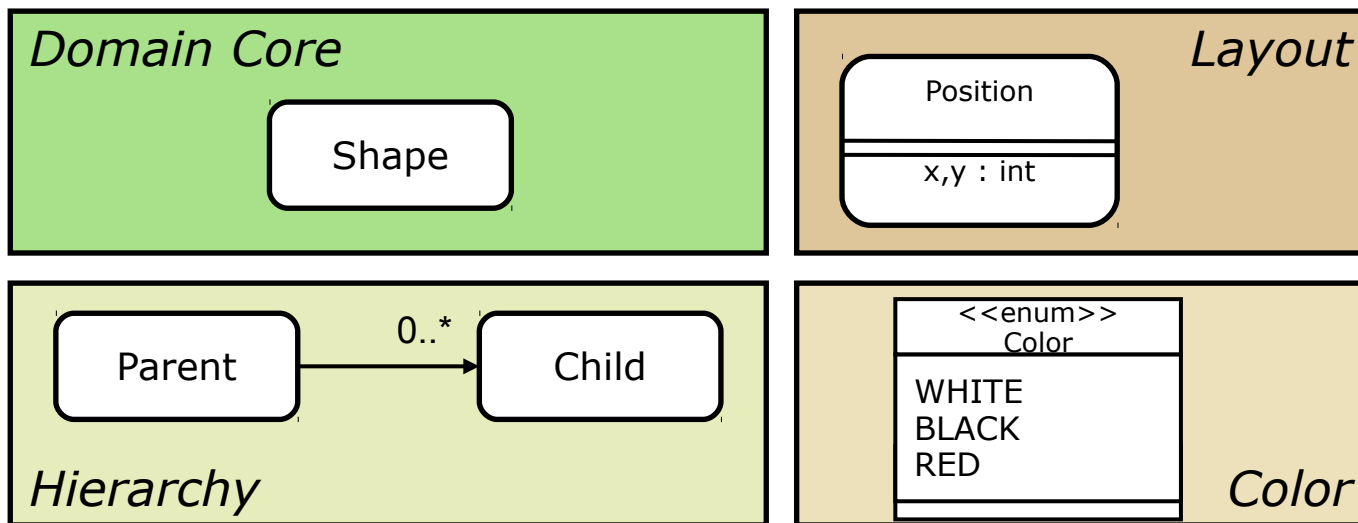 Domain Core
Shape
Layout
Position
x,y : int
Parent
0..*
Child
Hierarchy
<<enum>>
Color
WHITE
BLACK
RED
Color